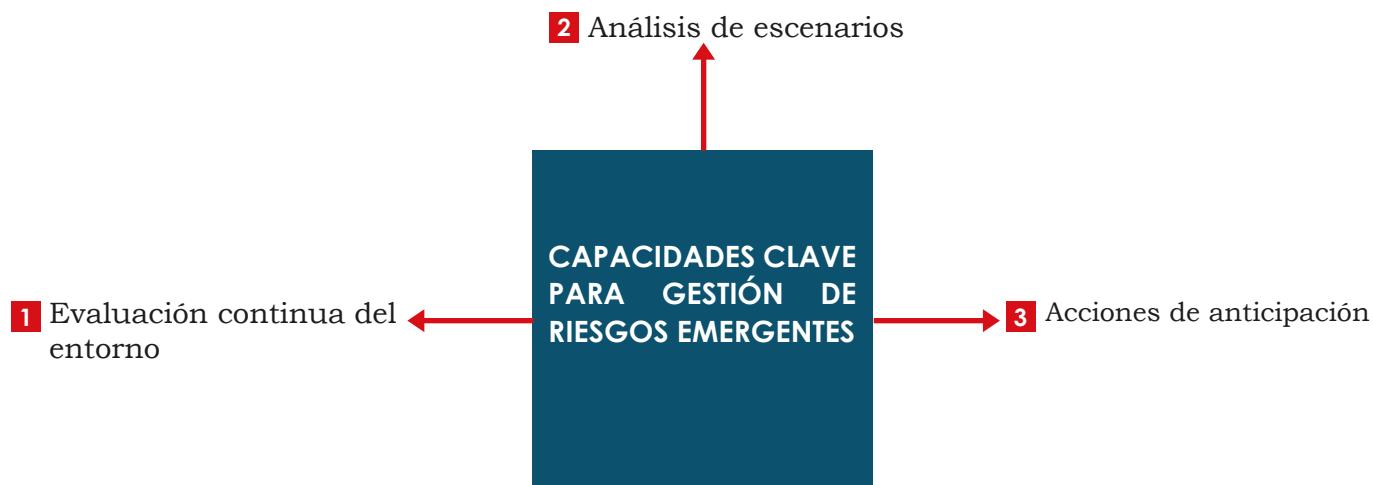 2 Análisis de escenarios
CAPACIDADES CLAVE
PARA GESTIÓN DE
RIESGOS EMERGENTES
1 Evaluación continua del
entorno
3 Acciones de anticipación